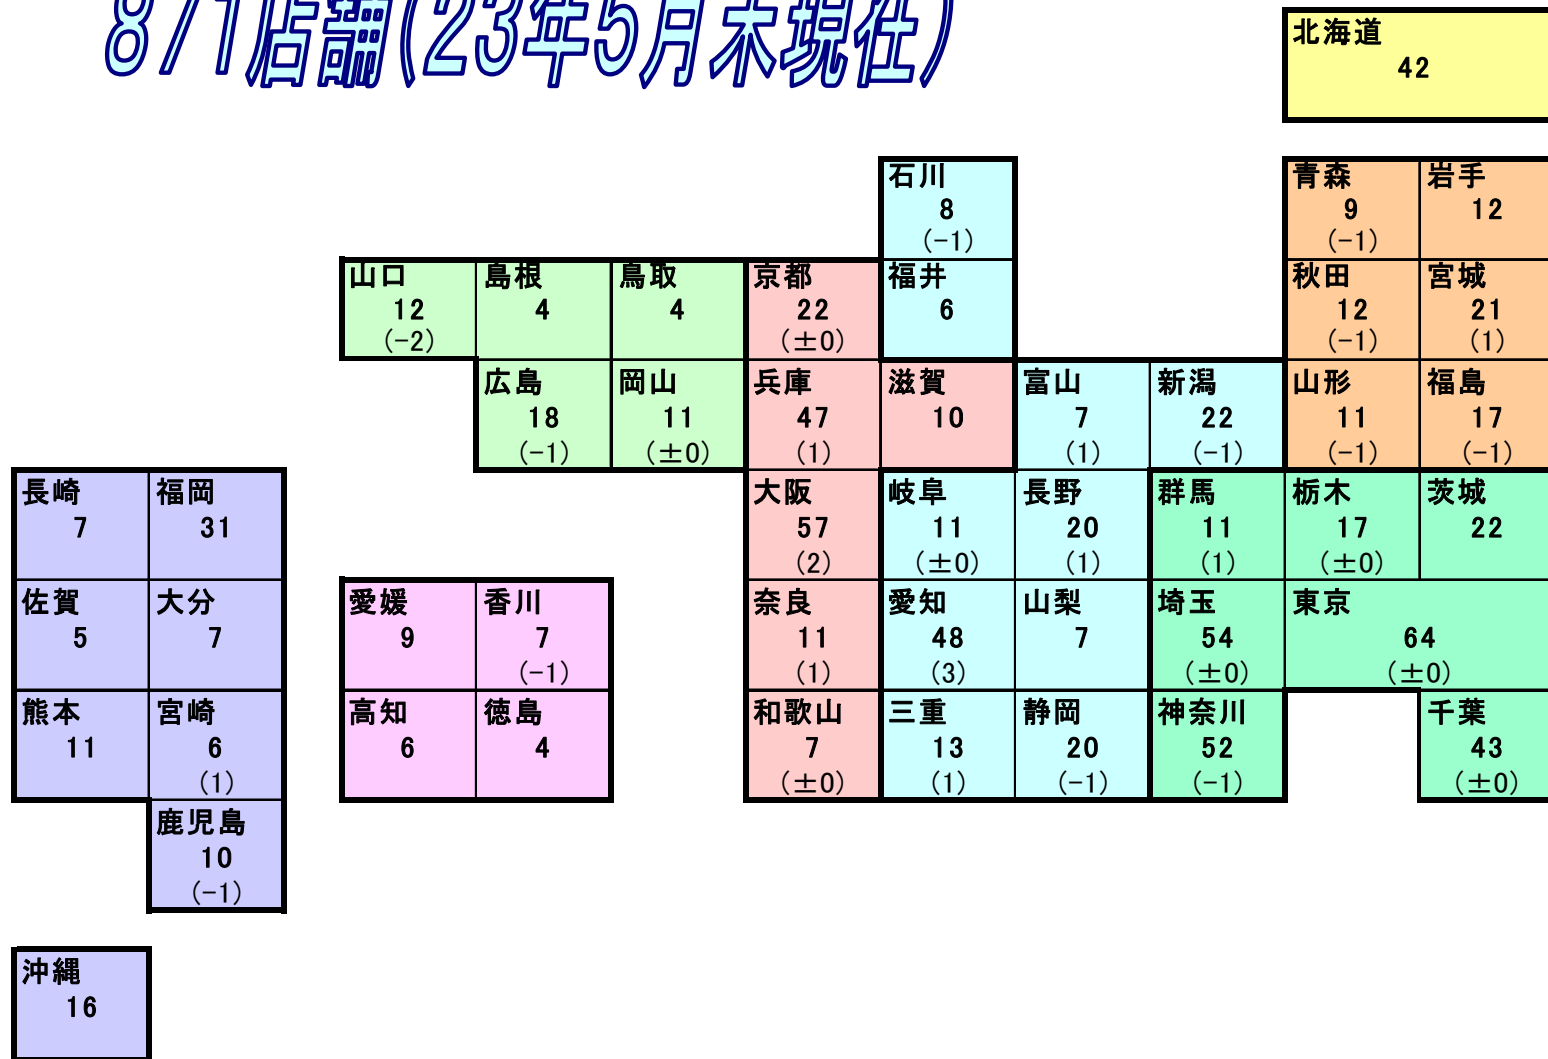 871店舗(23年5月末現在)
北海道
42
石川
8
(-1)
青森
9
(-1)
岩手
12
山口
12
(-2)
島根
4
鳥取
4
京都
22
(±0)
福井
6
秋田
12
(-1)
宮城
21
(1)
広島
18
(-1)
岡山
11
(±0)
兵庫
47
(1)
滋賀
10
富山
7
(1)
新潟
22
(-1)
山形
11
(-1)
福島
17
(-1)
長崎
7
福岡
31
大阪
57
(2)
岐阜
11
(±0)
長野
20
(1)
群馬
11
(1)
栃木
17
(±0)
茨城
22
佐賀
5
大分
7
愛媛
9
香川
7
(-1)
奈良
11
(1)
愛知
48
(3)
山梨
7
埼玉
54
(±0)
東京
64
(±0)
熊本
11
宮崎
6
(1)
高知
6
徳島
4
和歌山
7
(±0)
三重
13
(1)
静岡
20
(-1)
神奈川
52
(-1)
千葉
43
(±0)
鹿児島
10
(-1)
沖縄
16